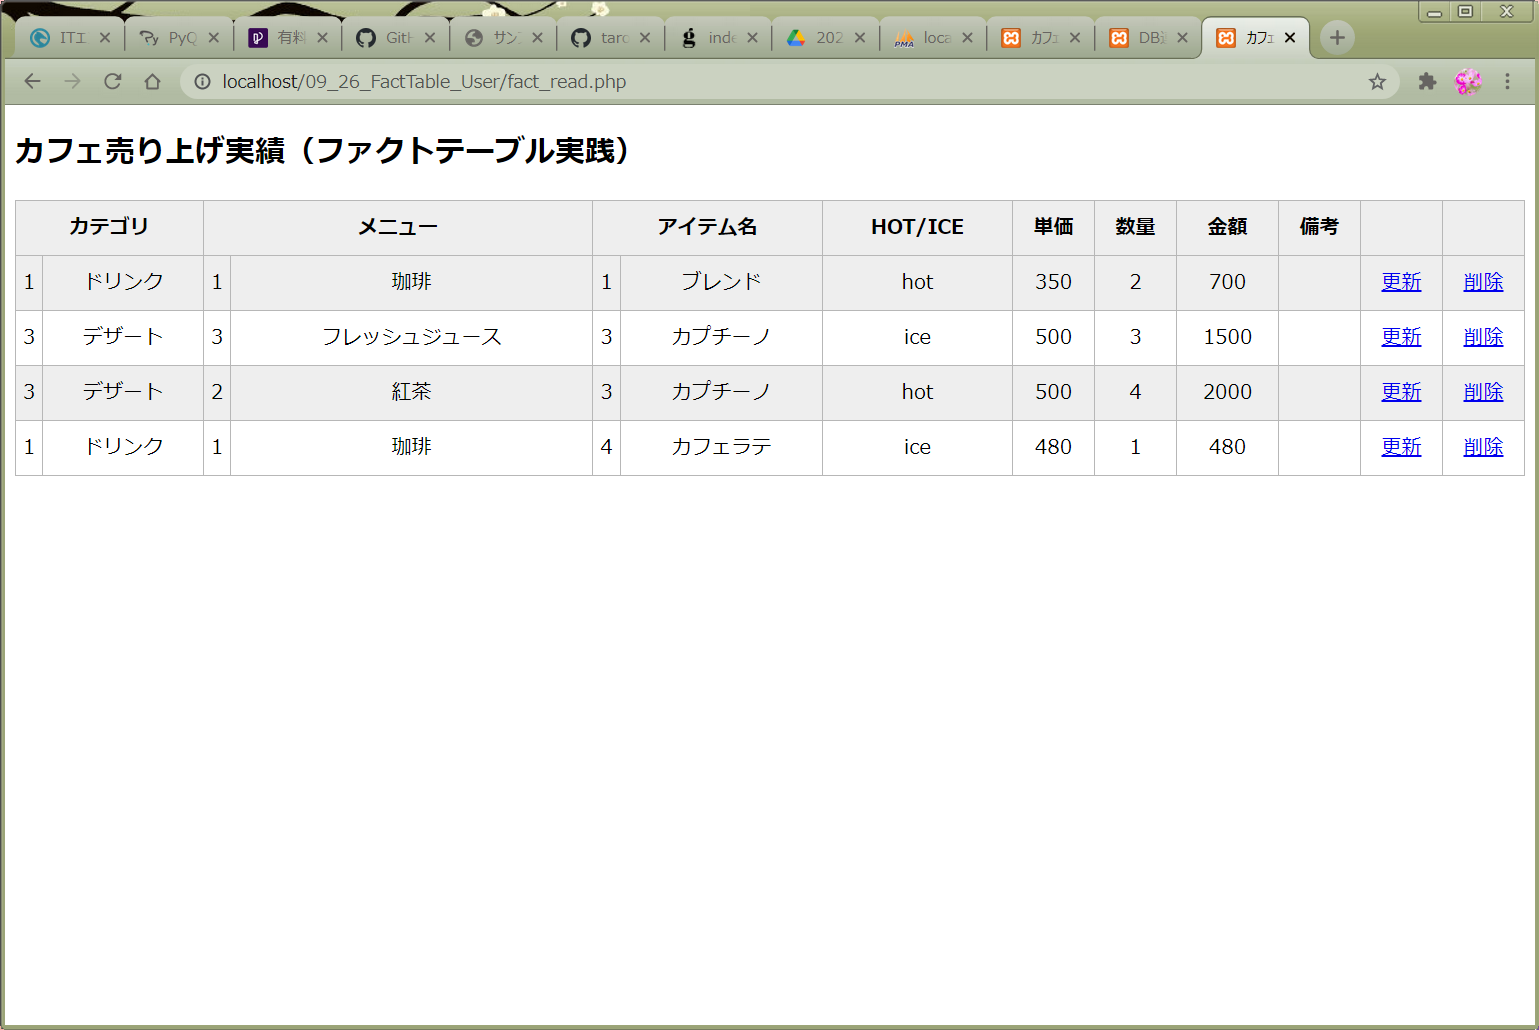 ITエ PyQ 有料 GitH サン taro inde 202 loca カフェ DB連 カフェ
localhost/09_26_FactTable_User/fact_read.php
カフェ売り上げ実績（ファクトテーブル実践）
カテゴリ メニュー アイテム名 HOT/ICE 単価 数量 金額 備考
1 ドリンク 1 珈琲 1 ブレンド hot 350 2 700 更新 削除
3 デザート 3 フレッシュジュース 3 カプチーノ ice 500 3 1500 更新 削除
3 デザート 2 紅茶 3 カプチーノ hot 500 4 2000 更新 削除
1 ドリンク 1 珈琲 4 カフェラテ ice 480 1 480 更新 削除